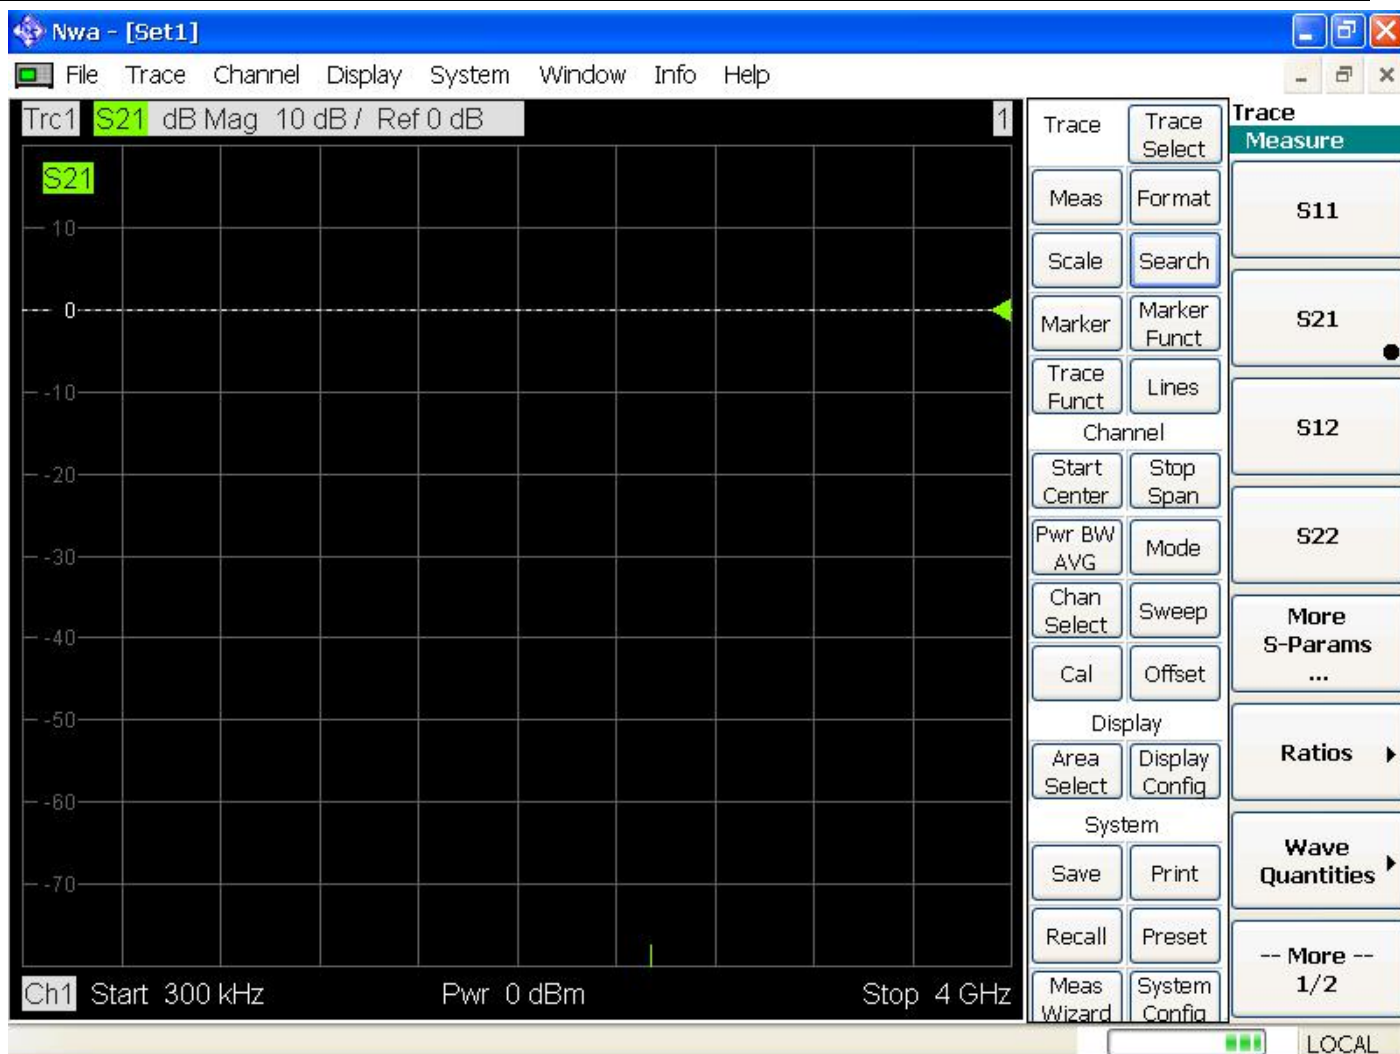 Nwa - [Set1]
File Trace Channel Display System Window Info Help
Trc1 S21 dB Mag 10 dB / Ref 0 dB 1
S21
10
0
-10
-20
-30
-40
-50
-60
-70
Ch1 Start 300 kHz Pwr 0 dBm Stop 4 GHz
Trace
Trace
Select
Meas
Format
Scale
Search
Marker
Marker
Funct
Trace
Funct
Lines
Channel
Start
Center
Stop
Span
Pwr BW
AVG
Mode
Chan
Select
Sweep
Cal
Offset
Display
Area
Select
Display
Config
System
Save
Print
Recall
Preset
Meas
Wizard
System
Config
Trace
Measure
S11
S21
S12
S22
More
S-Params
...
Ratios
Wave
Quantities
-- More --
1/2
LOCAL